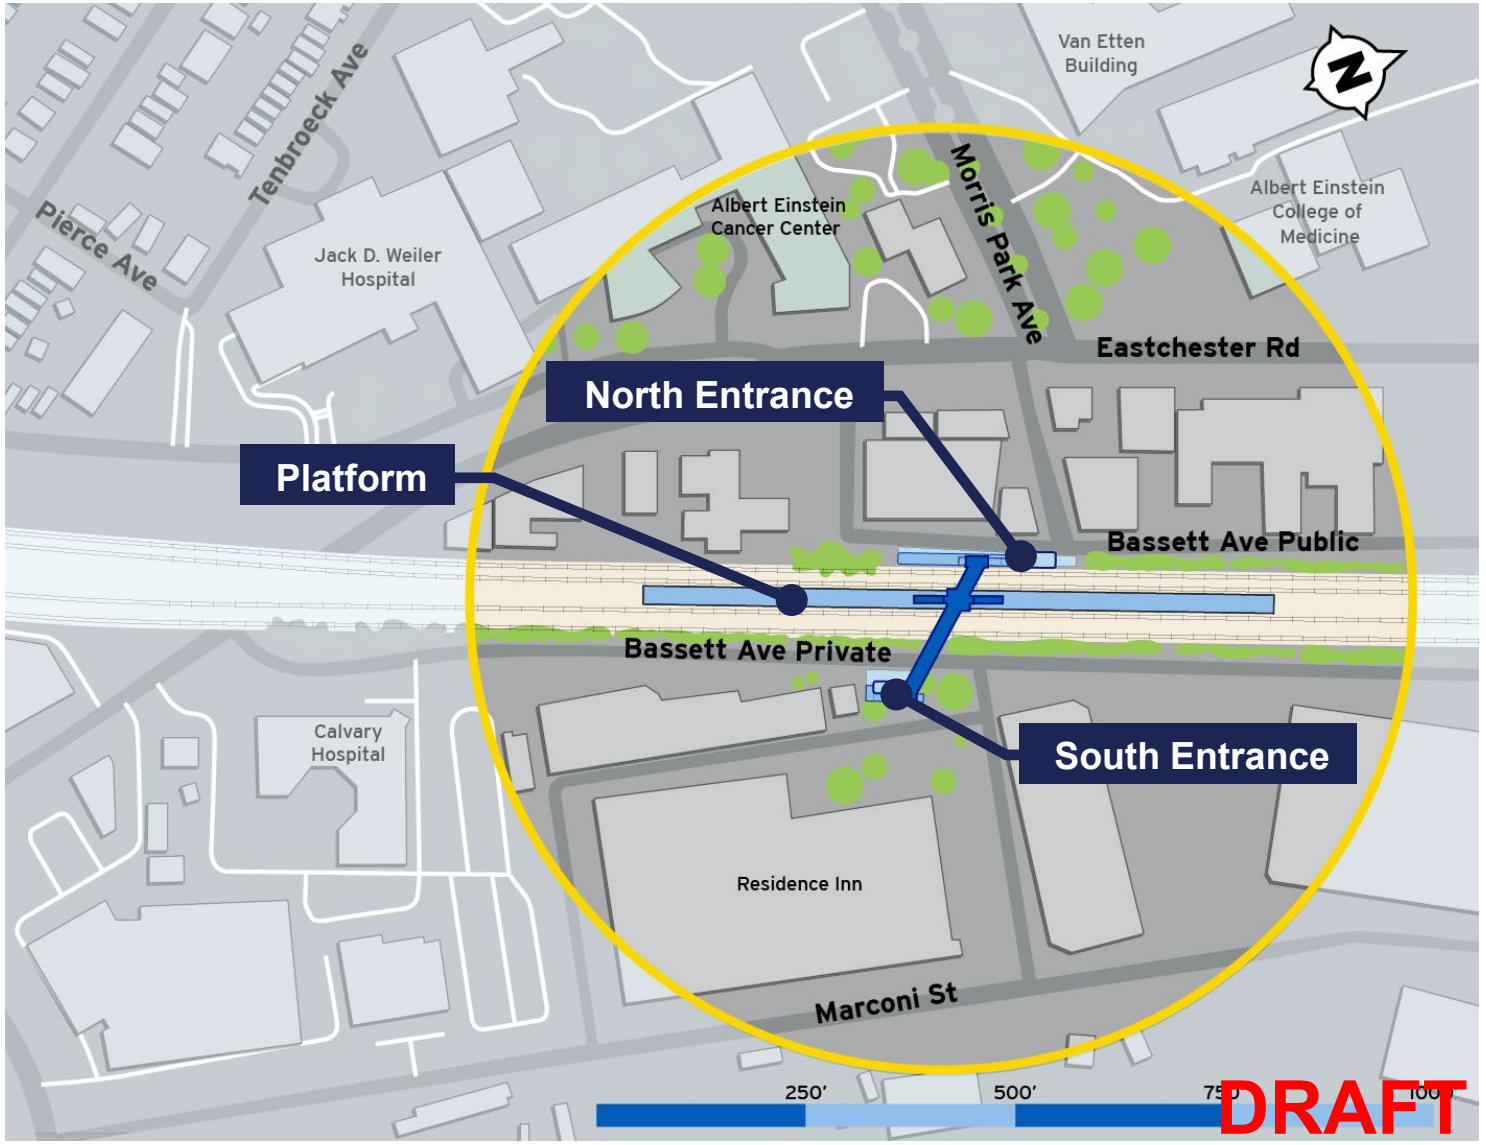 Van Etten
Building
N
Tenbroeck Ave
Pierce Ave
Morris Park Ave
Albert Einstein
Cancer Center
Albert Einstein
College of
Medicine
Jack D. Weiler
Hospital
Eastchester Rd
North Entrance
Platform
Bassett Ave Public
Bassett Ave Private
South Entrance
Calvary
Hospital
Residence Inn
Marconi St
250'
500'
DRAFT